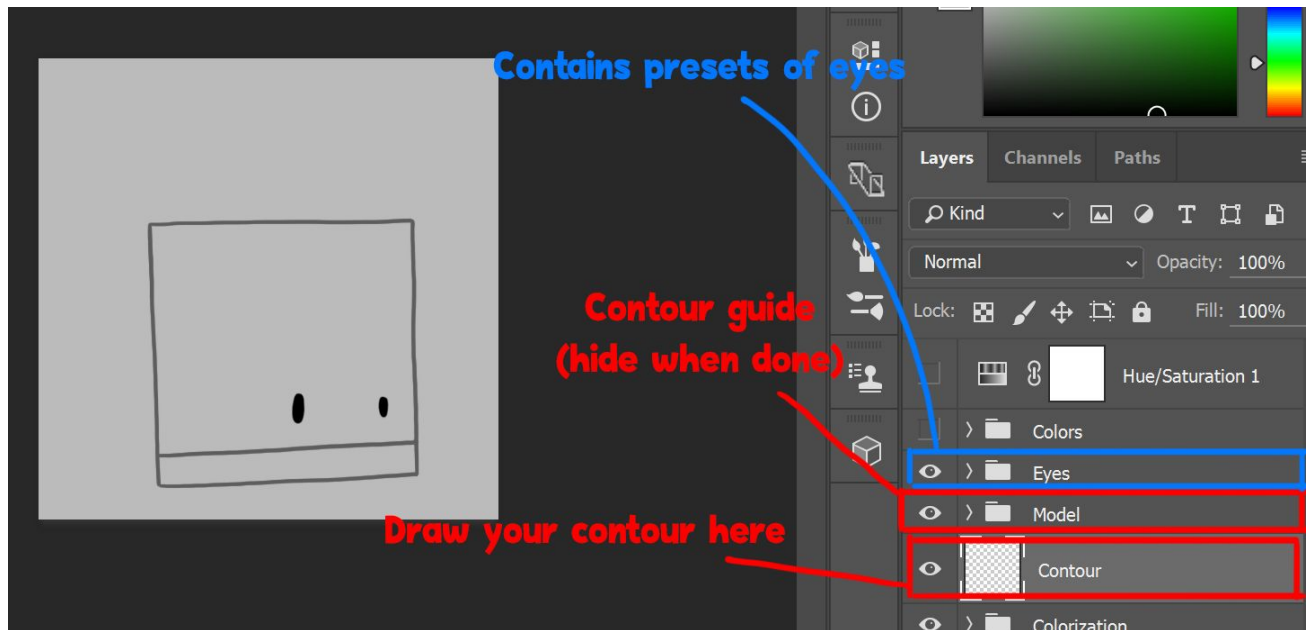 Contains presets of eyes
Layers Channels Paths
Kind
Normal Opacity: 100%
Contour guide
(hide when done)
Lock: Fill: 100%
Hue/Saturation 1
Colors
Eyes
Model
Draw your contour here
Contour
Colorization